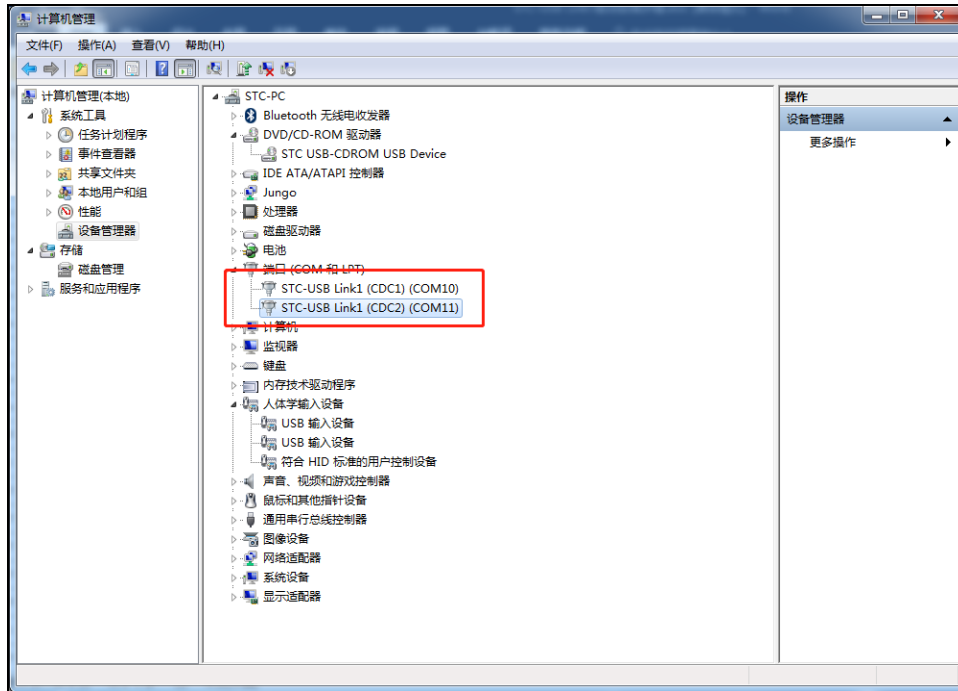 计算机管理
文件(F) 操作(A) 查看(V) 帮助(H)
计算机管理(本地)
系统工具
任务计划程序
事件查看器
共享文件夹
本地用户和组
性能
设备管理器
存储
磁盘管理
服务和应用程序
STC-PC
Bluetooth 无线电收发器
DVD/CD-ROM 驱动器
STC USB-CDROM USB Device
IDE ATA/ATAPI 控制器
Jungo
处理器
磁盘驱动器
电池
端口 (COM 和 LPT)
STC-USB Link1 (CDC1) (COM10)
STC-USB Link1 (CDC2) (COM11)
计算机
监视器
键盘
内存技术驱动程序
人体学输入设备
USB 输入设备
USB 输入设备
符合 HID 标准的用户控制设备
声音、视频和游戏控制器
鼠标和其他指针设备
通用串行总线控制器
图像设备
网络适配器
系统设备
显示适配器
操作
设备管理器
更多操作